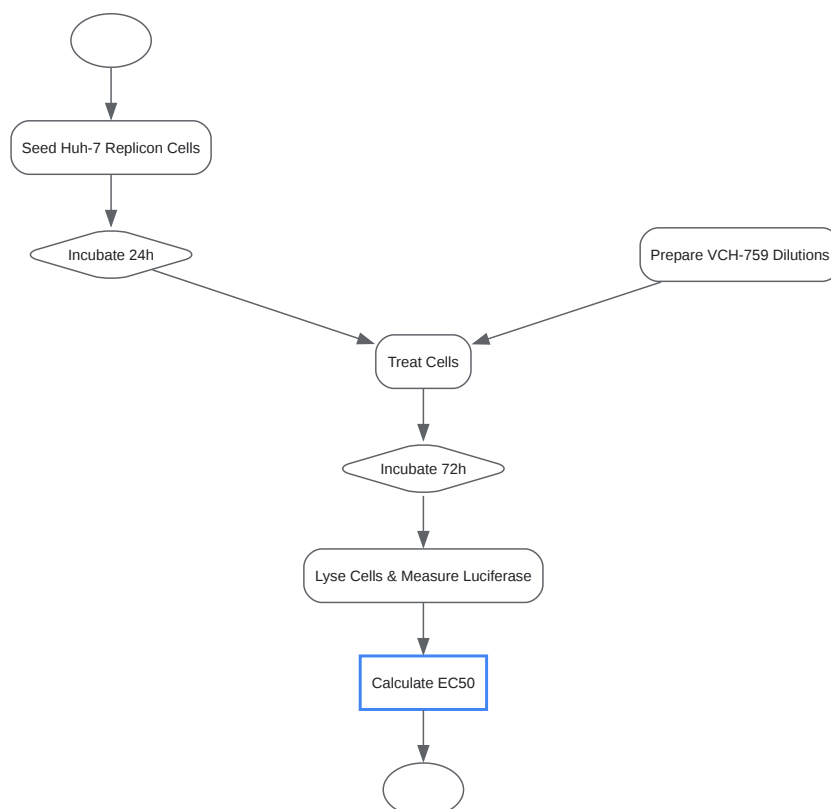 Seed Huh-7 Replicon Cells
Incubate 24h
Prepare VCH-759 Dilutions
Treat Cells
Incubate 72h
Lyse Cells & Measure Luciferase
Calculate EC50